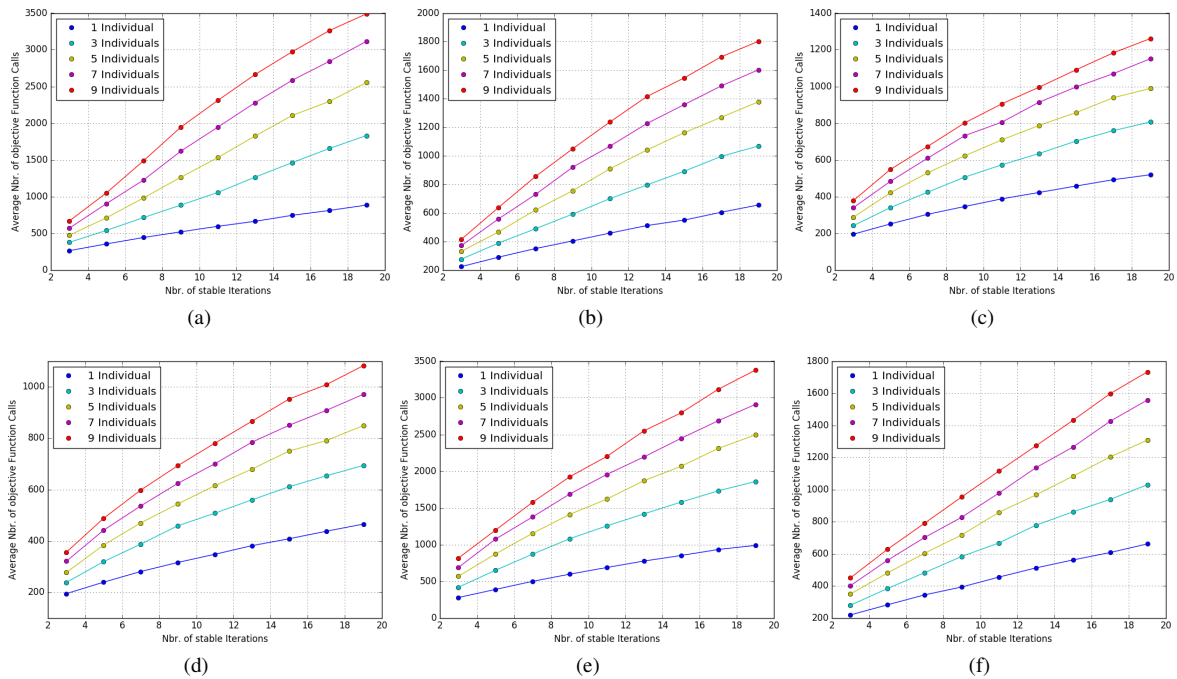 3500
3000
2500
2000
1500
1000
500
0
Average Nbr. of objective Function Calls
1 Individual
3 Individuals
5 Individuals
7 Individuals
9 Individuals
2 4 6 8 10 12 14 16 18 20
Nbr. of stable Iterations
(a)
2000
1800
1600
1400
1200
1000
800
600
400
200
Average Nbr. of objective Function Calls
1 Individual
3 Individuals
5 Individuals
7 Individuals
9 Individuals
2 4 6 8 10 12 14 16 18 20
Nbr. of stable Iterations
(b)
1400
1200
1000
800
600
400
200
0
Average Nbr. of objective Function Calls
1 Individual
3 Individuals
5 Individuals
7 Individuals
9 Individuals
2 4 6 8 10 12 14 16 18 20
Nbr. of stable Iterations
(c)
1000
800
600
400
200
Average Nbr. of objective Function Calls
1 Individual
3 Individuals
5 Individuals
7 Individuals
9 Individuals
2 4 6 8 10 12 14 16 18 20
Nbr. of stable Iterations
(d)
3500
3000
2500
2000
1500
1000
500
0
Average Nbr. of objective Function Calls
1 Individual
3 Individuals
5 Individuals
7 Individuals
9 Individuals
2 4 6 8 10 12 14 16 18 20
Nbr. of stable Iterations
(e)
1800
1600
1400
1200
1000
800
600
400
200
Average Nbr. of objective Function Calls
1 Individual
3 Individuals
5 Individuals
7 Individuals
9 Individuals
2 4 6 8 10 12 14 16 18 20
Nbr. of stable Iterations
(f)